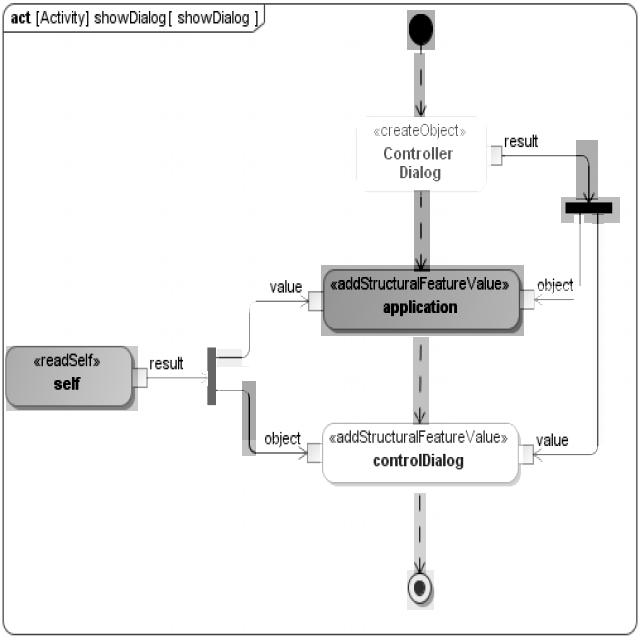 act [Activity] showDialog[ showDialog ]
«createObject»
Controller
Dialog
result
«addStructuralFeatureValue»
application
value
object
«readSelf»
self
result
«addStructuralFeatureValue»
controlDialog
object
value